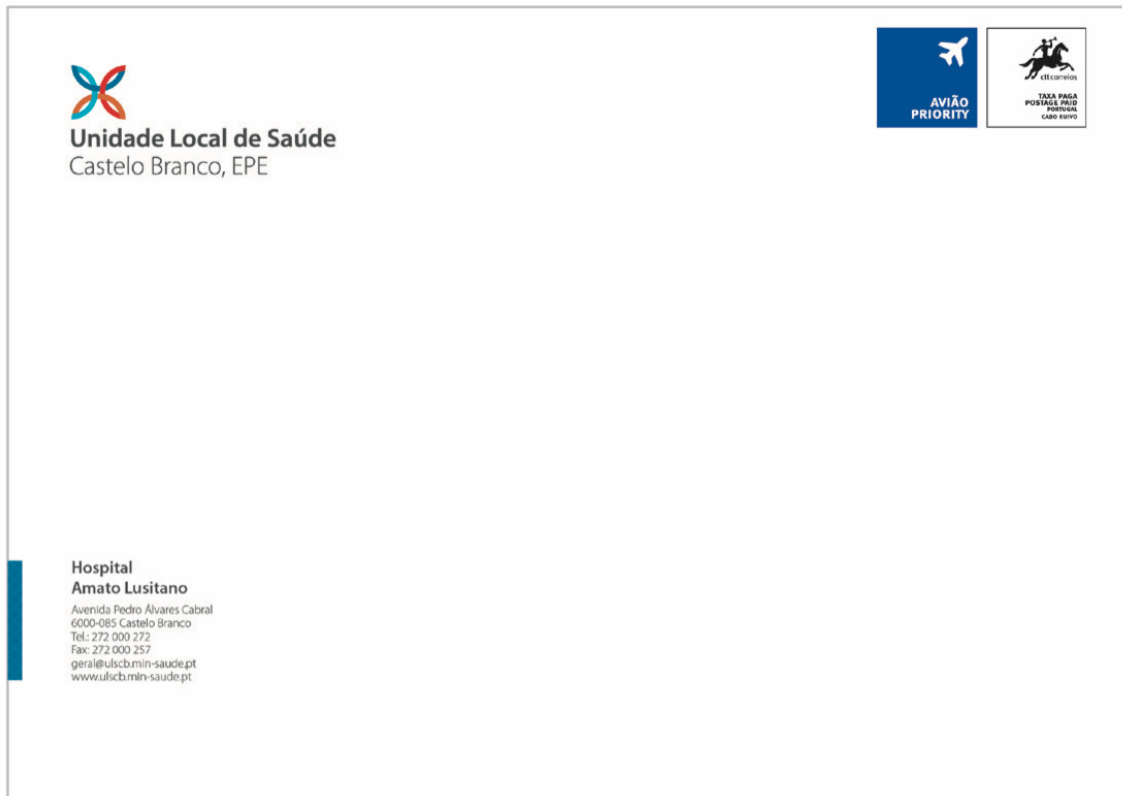 Unidade Local de Saúde
Castelo Branco, EPE
AVIÃO
PRIORITY
ctt correios
TAXA PAGA
POSTAGE PAID
PORTUGAL
CABO RUIVO
Hospital
Amato Lusitano
Avenida Pedro Álvares Cabral
6000-085 Castelo Branco
Tel.: 272 000 272
Fax: 272 000 257
geral@ulscb.min-saude.pt
www.ulscb.min-saude.pt